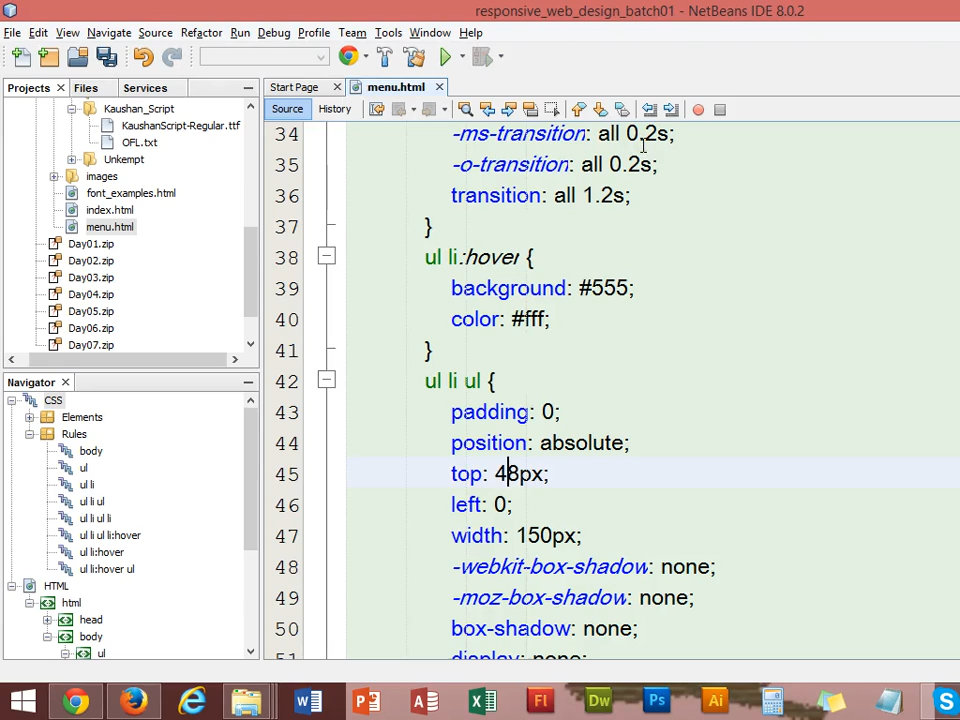 responsive_web_design_batch01 - NetBeans IDE 8.0.2
File Edit View Navigate Source Refactor Run Debug Profile Team Tools Window Help
Projects Files Services
Start Page menu.html
Source History
Kaushan_Script
KaushanScript-Regular.ttf
OFL.txt
Unkempt
images
font_examples.html
index.html
menu.html
Day01.zip
Day02.zip
Day03.zip
Day04.zip
Day05.zip
Day06.zip
Day07.zip
Navigator
CSS
Elements
Rules
body
ul
ul li
ul li ul
ul li ul li
ul li ul li:hover
ul li:hover
ul li:hover ul
HTML
html
head
body
ul
34 -ms-transition: all 0.2s;
35 -o-transition: all 0.2s;
36 transition: all 1.2s;
37 }
38 ul li:hover {
39 background: #555;
40 color: #fff;
41 }
42 ul li ul {
43 padding: 0;
44 position: absolute;
45 top: 48px;
46 left: 0;
47 width: 150px;
48 -webkit-box-shadow: none;
49 -moz-box-shadow: none;
50 box-shadow: none;
51 display: none;